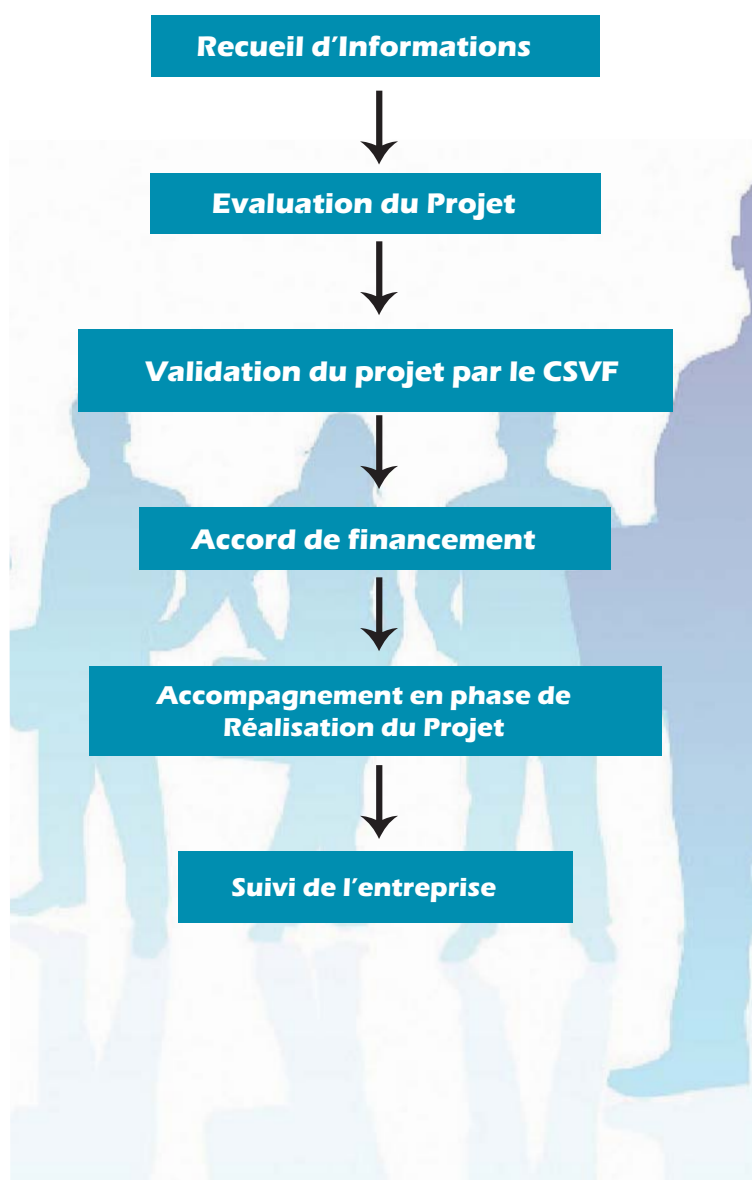 Recueil d'Informations
Evaluation du Projet
Validation du projet par le CSVF
Accord de financement
Accompagnement en phase de
Réalisation du Projet
Suivi de l'entreprise